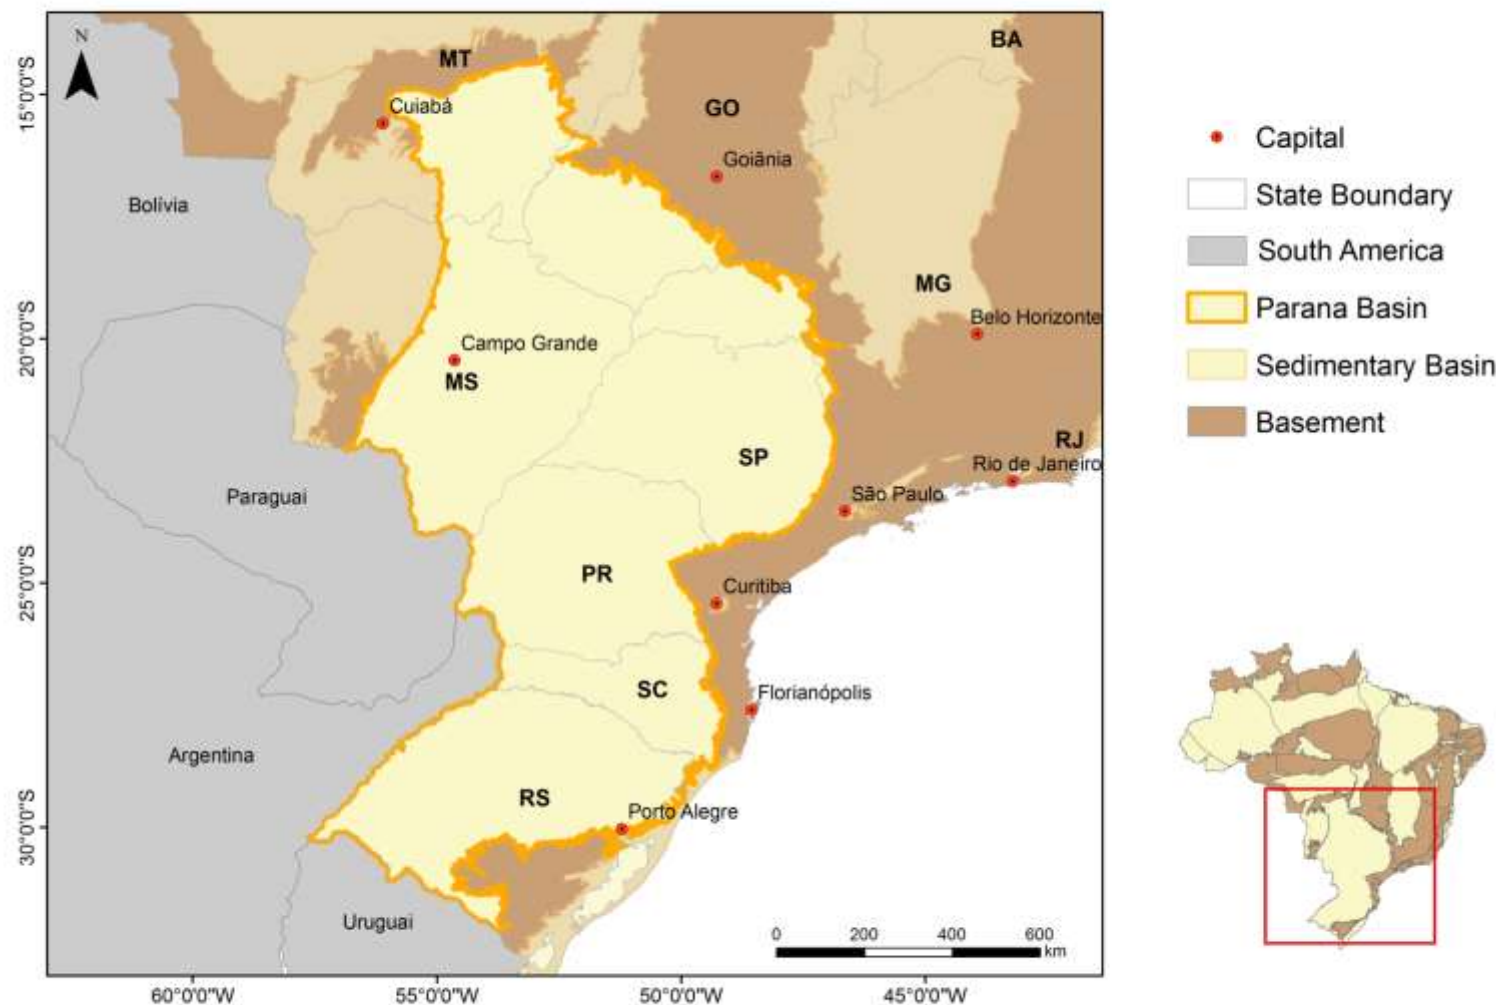 N
MT
BA
Cuiabá
GO
Goiânia
Bolívia
MG
Belo Horizonte
Campo Grande
MS
SP
RJ
Rio de Janeiro
Paraguai
São Paulo
PR
Curitiba
SC
Florianópolis
Argentina
RS
Porto Alegre
Uruguai
0 200 400 600
km
15°0'0"S
20°0'0"S
25°0'0"S
30°0'0"S
60°0'0"W 55°0'0"W 50°0'0"W 45°0'0"W
Capital
State Boundary
South America
Parana Basin
Sedimentary Basin
Basement